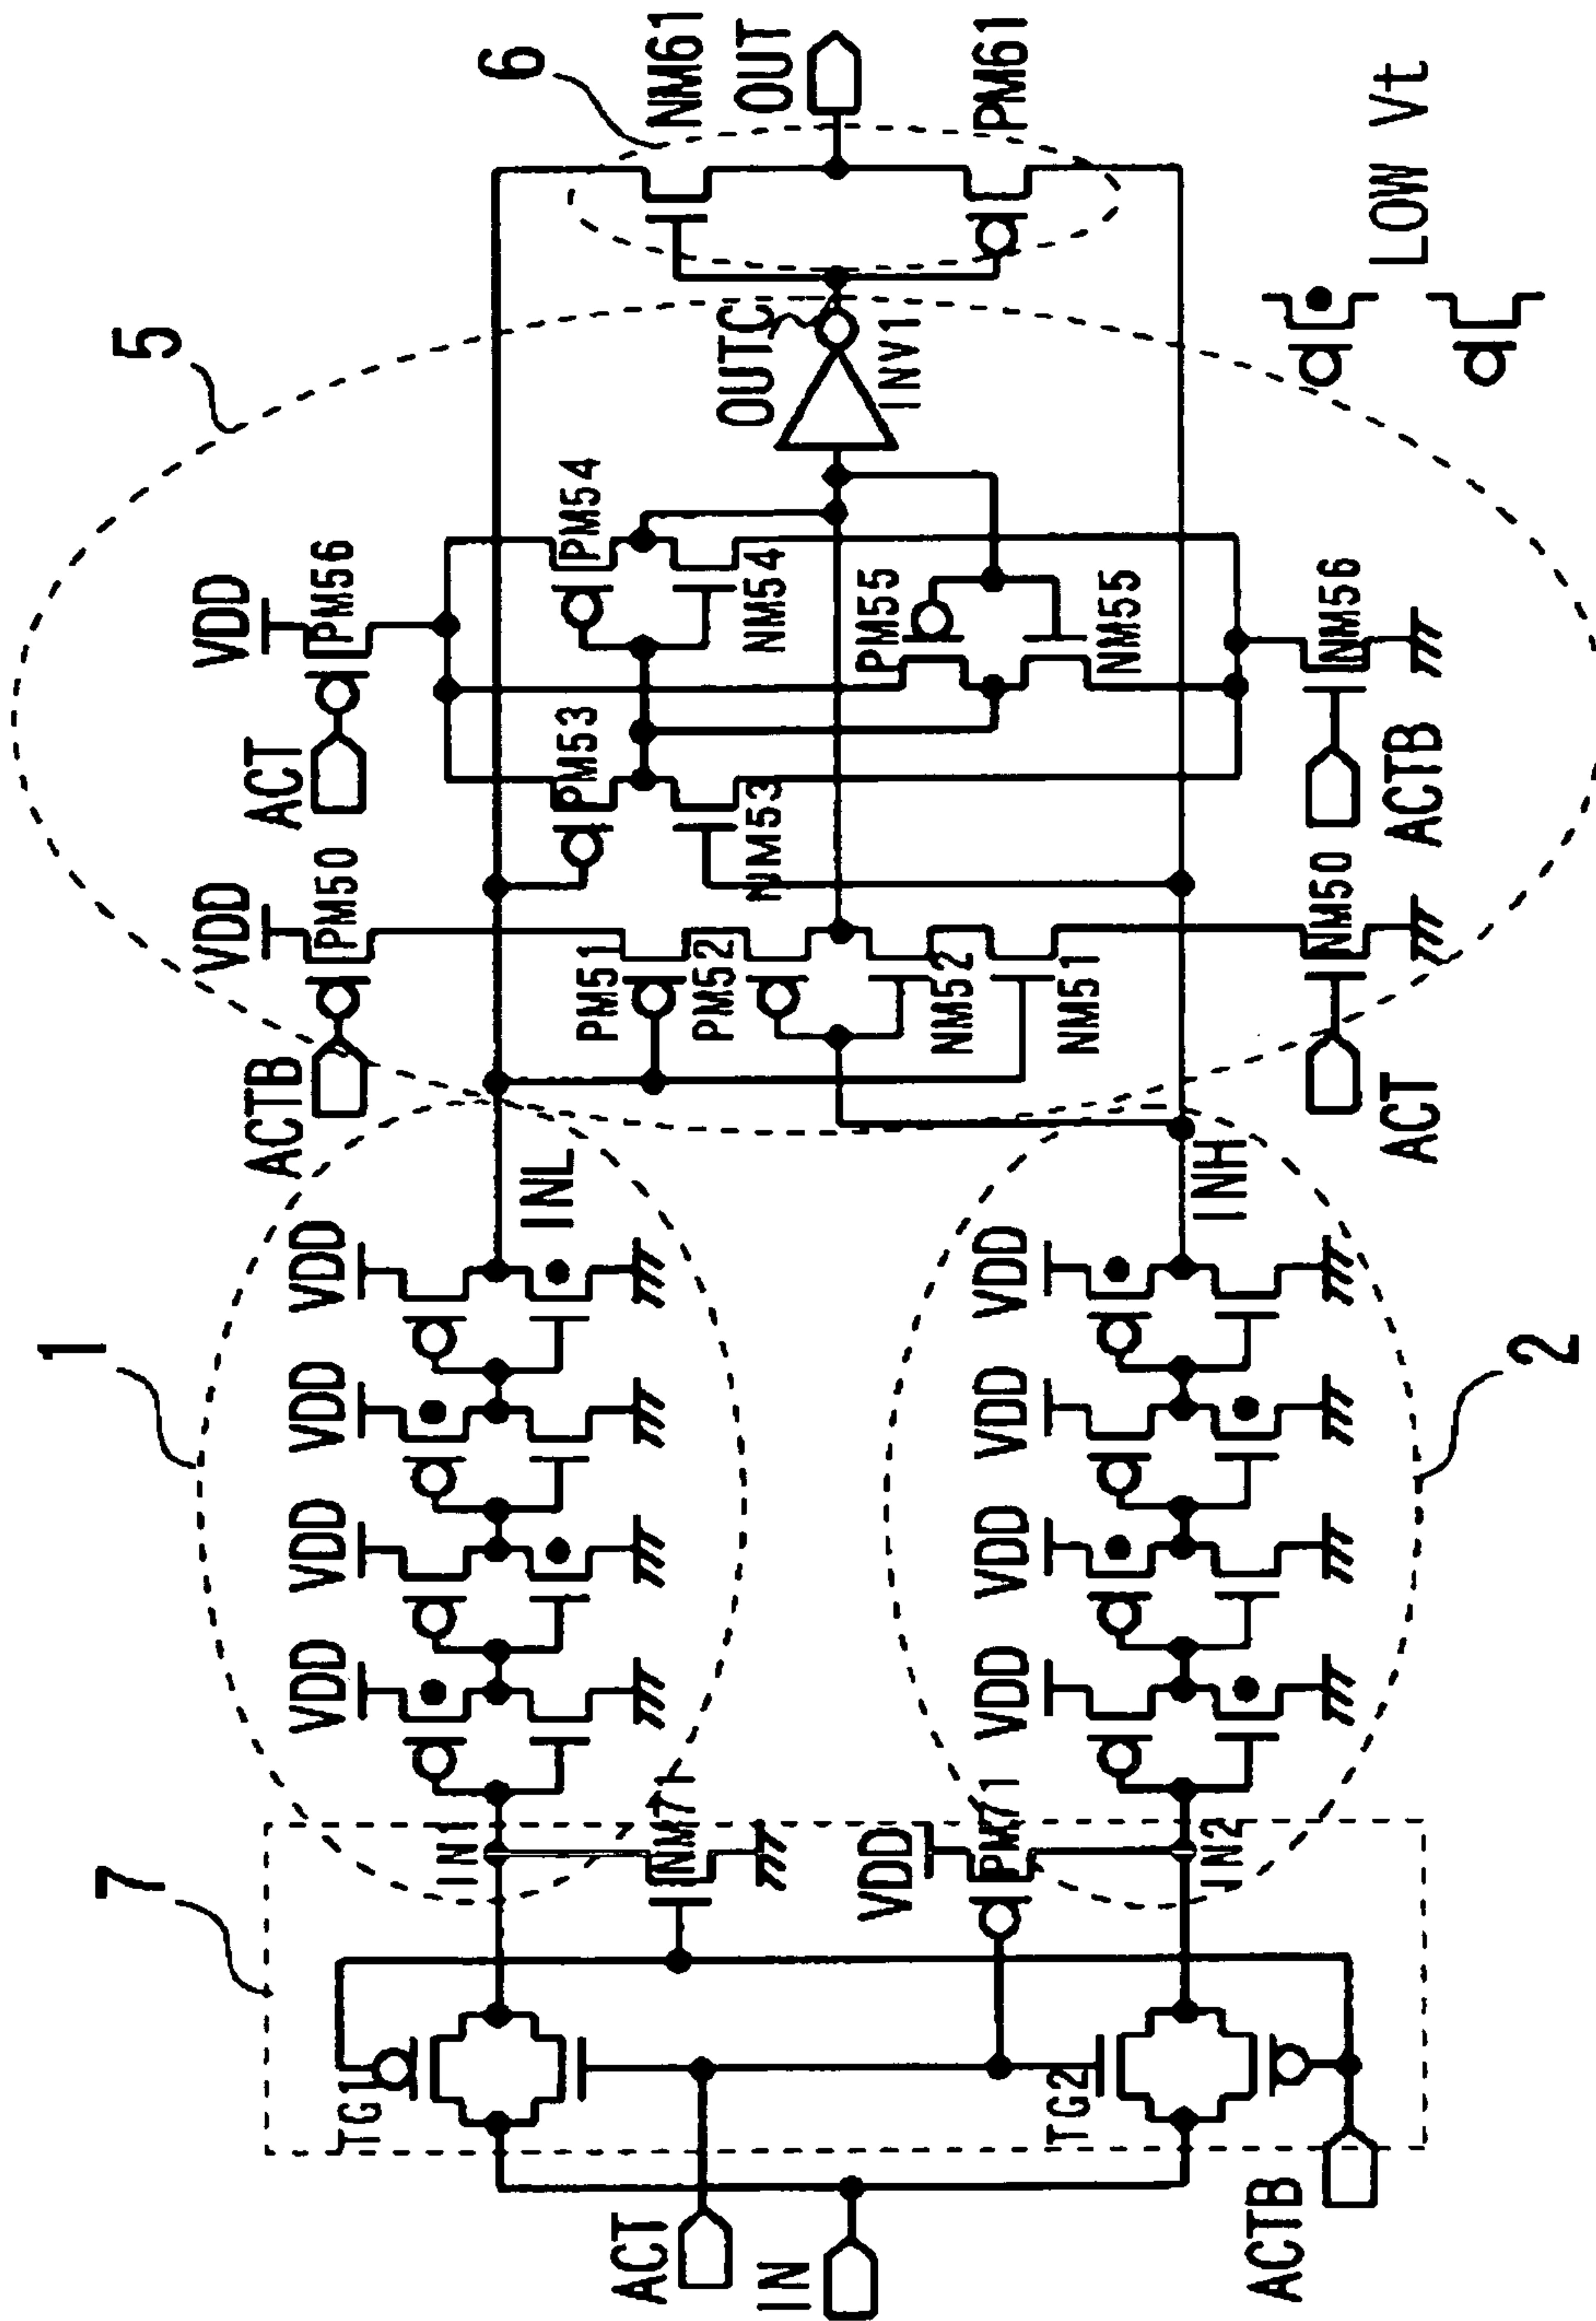 5
6
VDD
VDD
ACTB
PM50
ACT
PM56
NM61
OUT
PM61
1
VDD
VDD
VDD
VDD
INL
PM51
PM52
NM52
NM51
PM53
NM53
PM54
NM54
OUTC
INV1
PM55
NM55
7
TG1
IN1
NM71
ACT
IN
VDD
PM71
TG2
IN2
ACTB
VDD
VDD
VDD
VDD
INH
2
ACT
NM50
ACTB
NM56
LOW Vt